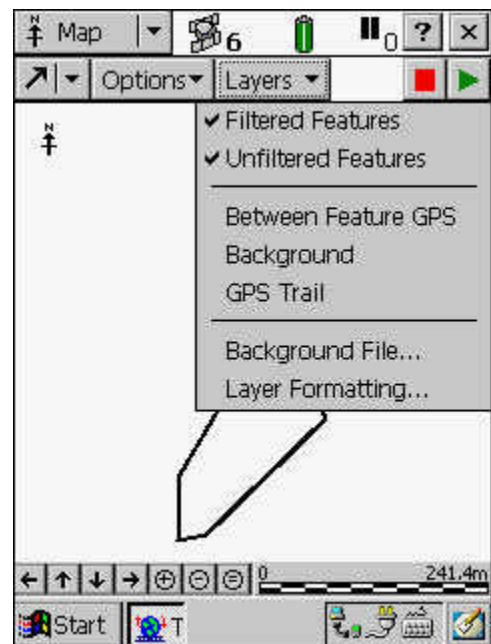 N
Map
6
0
?
×
Options
Layers
Filtered Features
Unfiltered Features
Between Feature GPS
Background
GPS Trail
Background File...
Layer Formatting...
N
0
241.4m
Start
T